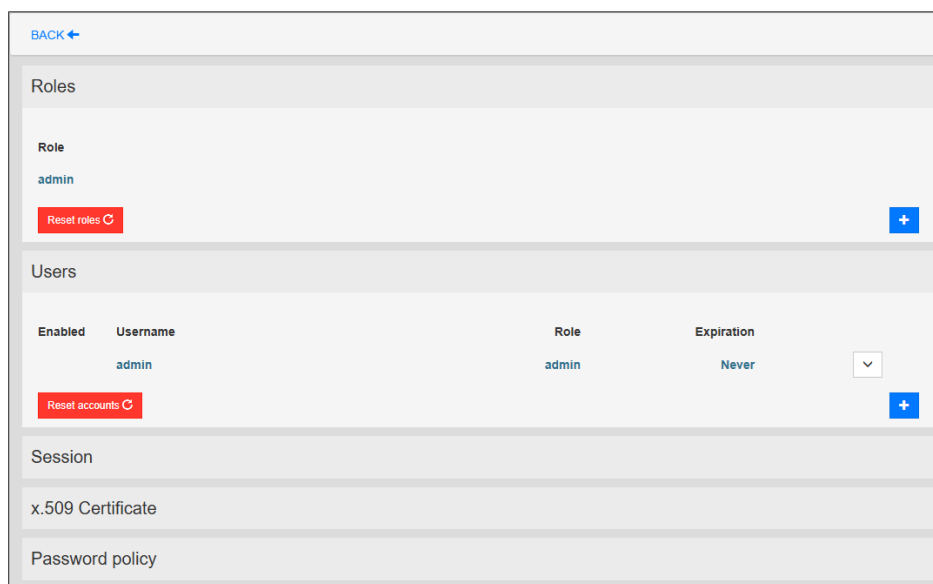 BACK
Roles
Role
admin
Reset roles
Users
Enabled Username Role Expiration
admin admin Never
Reset accounts
Session
x.509 Certificate
Password policy